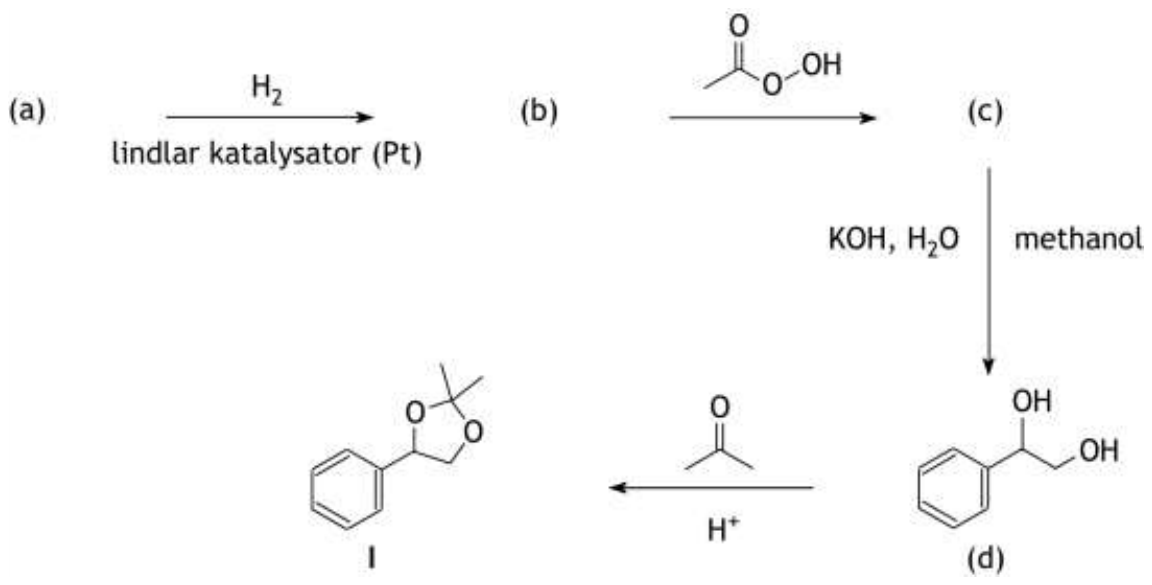 (a)
H₂
lindlar katalysator (Pt)
(b)
O
O
OH
(c)
KOH, H₂O
methanol
OH
OH
(d)
O
H⁺
O
O
I